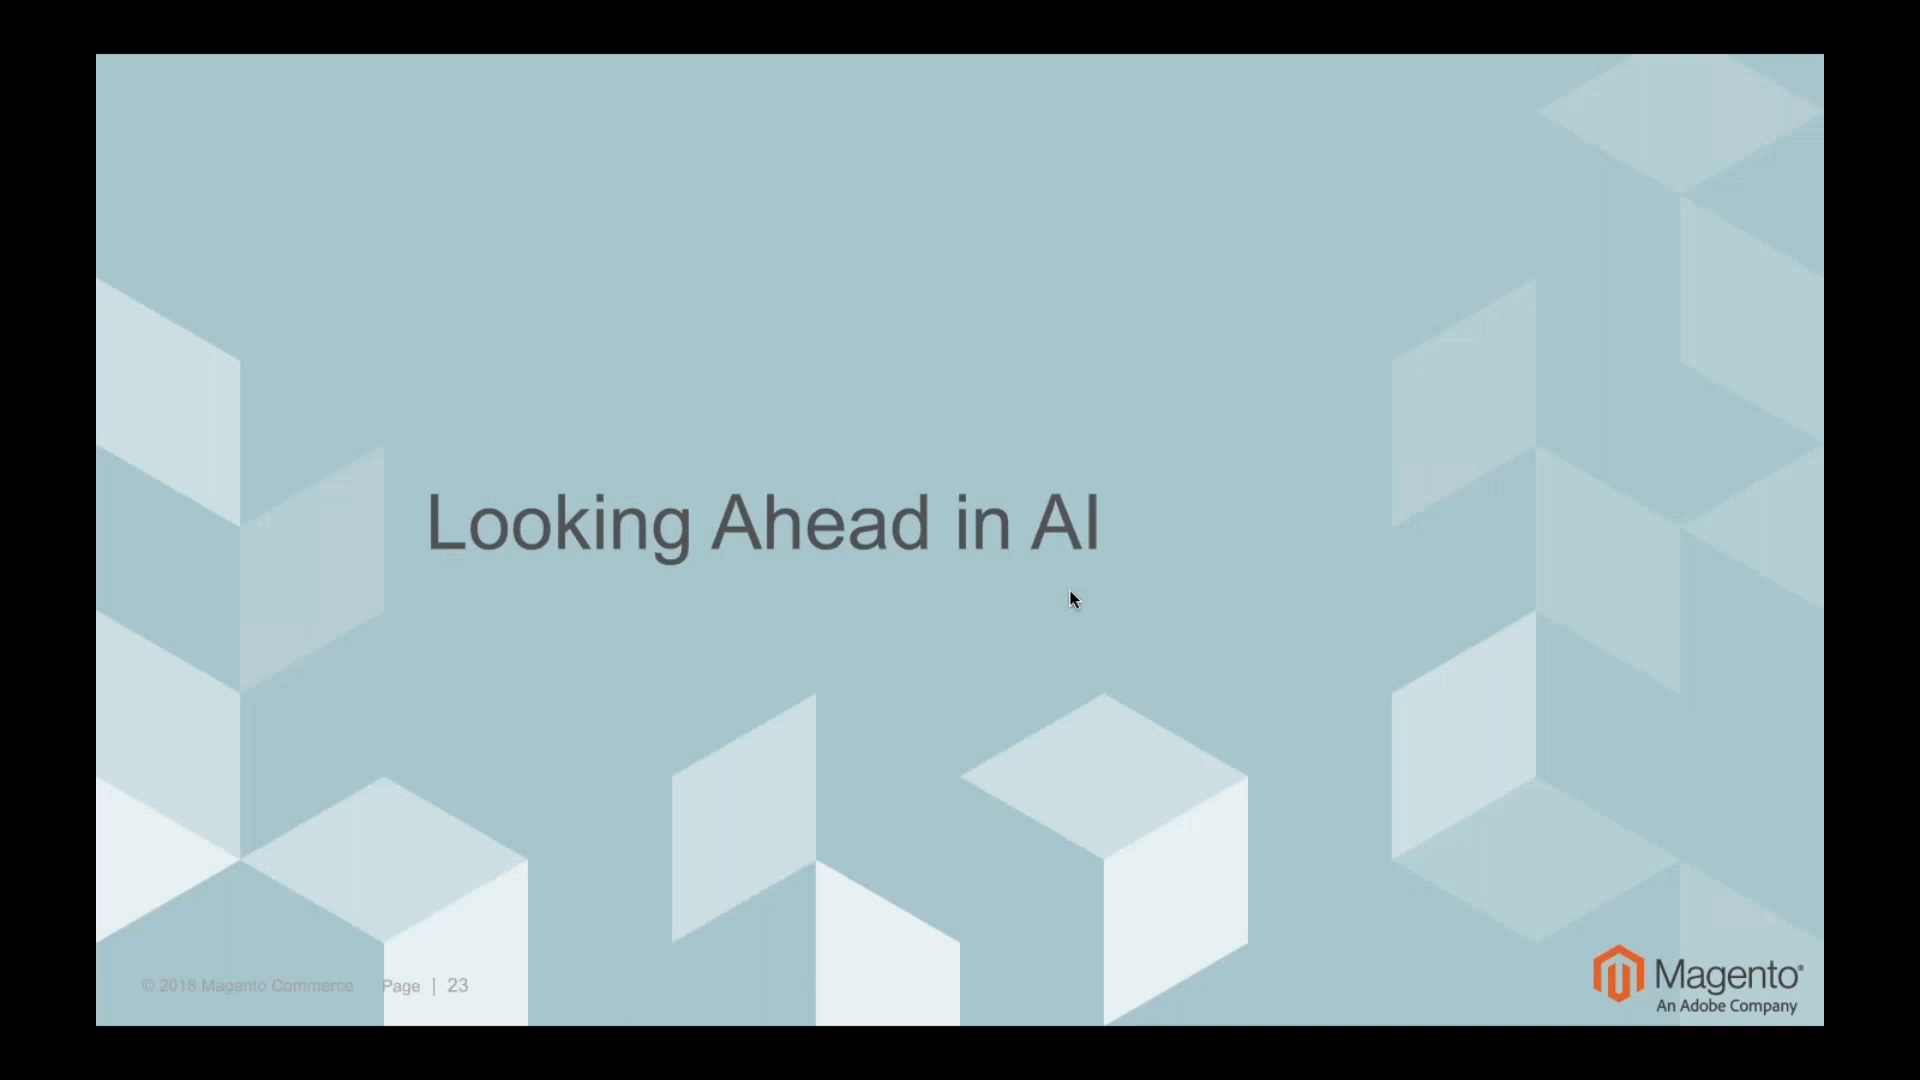 Looking Ahead in AI
© 2018 Magento Commerce Page | 23
Magento®
An Adobe Company